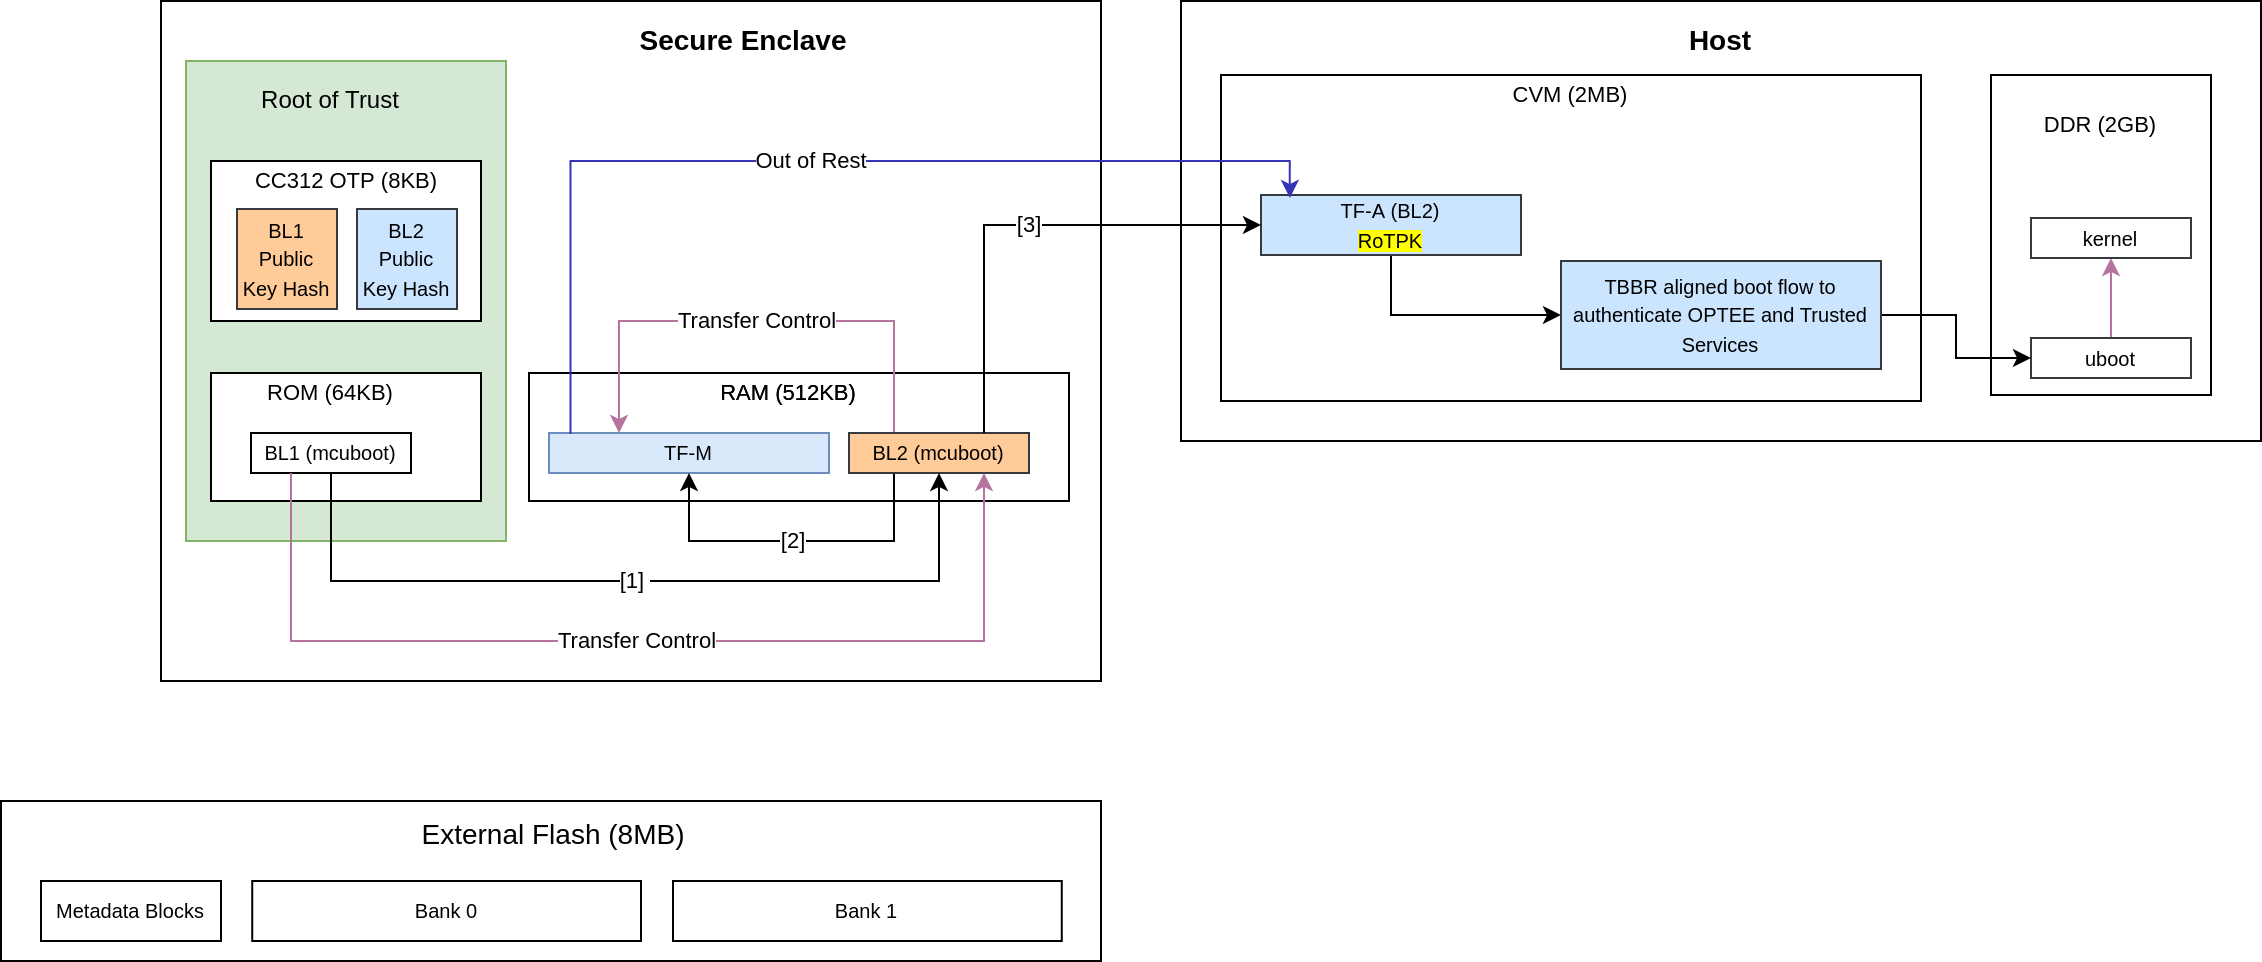 Secure Enclave
Root of Trust
CC312 OTP (8KB)
BL1
Public
Key Hash
BL2
Public
Key Hash
ROM (64KB)
BL1 (mcuboot)
Out of Rest
[3]
Transfer Control
RAM (512KB)
TF-M
BL2 (mcuboot)
[2]
[1]
Transfer Control
Host
CVM (2MB)
TF-A (BL2)
RoTPK
TBBR aligned boot flow to
authenticate OPTEE and Trusted
Services
DDR (2GB)
kernel
uboot
External Flash (8MB)
Metadata Blocks
Bank 0
Bank 1